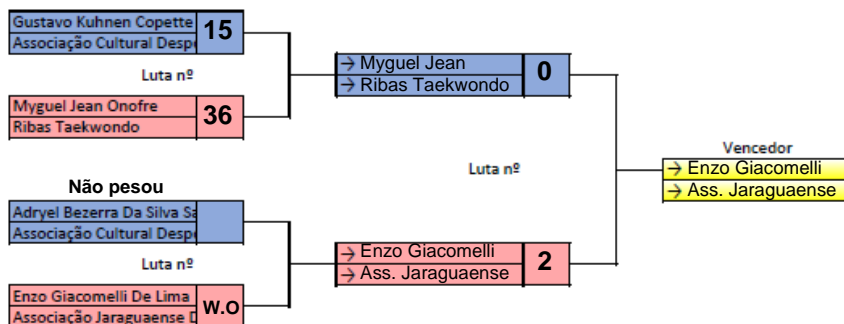 Gustavo Kuhnen Copette
Associação Cultural Despo
15
Luta nº
Myguel Jean Onofre
Ribas Taekwondo
36
→ Myguel Jean
→ Ribas Taekwondo
0
Luta nº
Não pesou
Adryel Bezerra Da Silva Sa
Associação Cultural Despo
Luta nº
Enzo Giacomelli De Lima
Associação Jaraguaense D
W.O
→ Enzo Giacomelli
→ Ass. Jaraguaense
2
Vencedor
→ Enzo Giacomelli
→ Ass. Jaraguaense